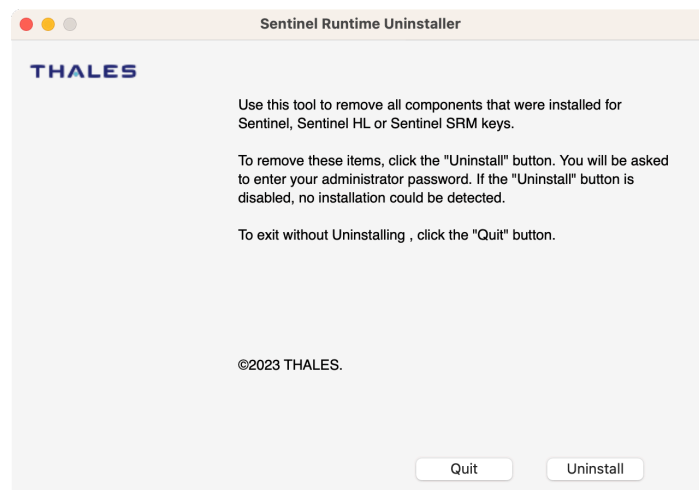 Sentinel Runtime Uninstaller
THALES
Use this tool to remove all components that were installed for
Sentinel, Sentinel HL or Sentinel SRM keys.
To remove these items, click the "Uninstall" button. You will be asked
to enter your administrator password. If the "Uninstall" button is
disabled, no installation could be detected.
To exit without Uninstalling , click the "Quit" button.
©2023 THALES.
Quit
Uninstall